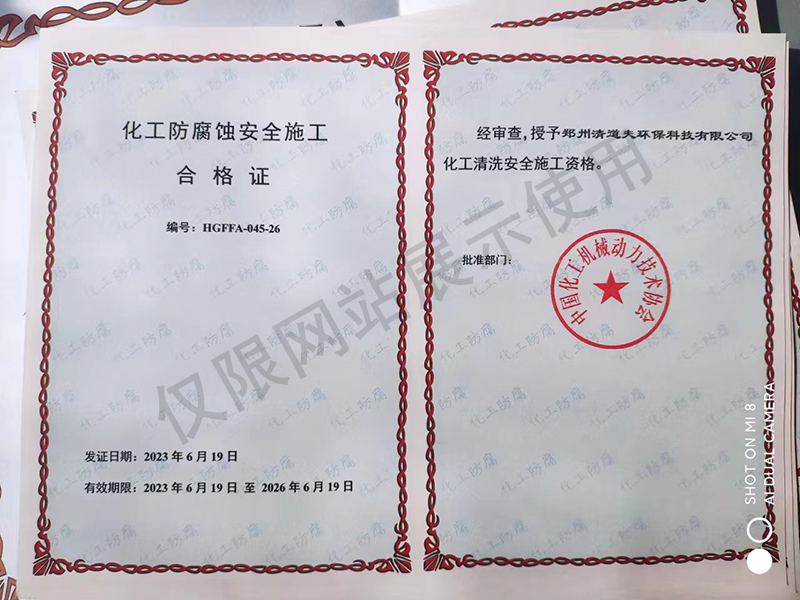 化工防腐蚀安全施工
合格证
编号：HGFFA-045-26
发证日期：2023年6月19日
有效期限：2023年6月19日 至 2026年6月19日
经审查，授予郑州清道夫环保科技有限公司
化工清洗安全施工资格。
批准部门：
中国化工机械动力技术协会
仅限网站展示使用
化工防腐
SHOT ON MI 8
AI DUAL CAMERA